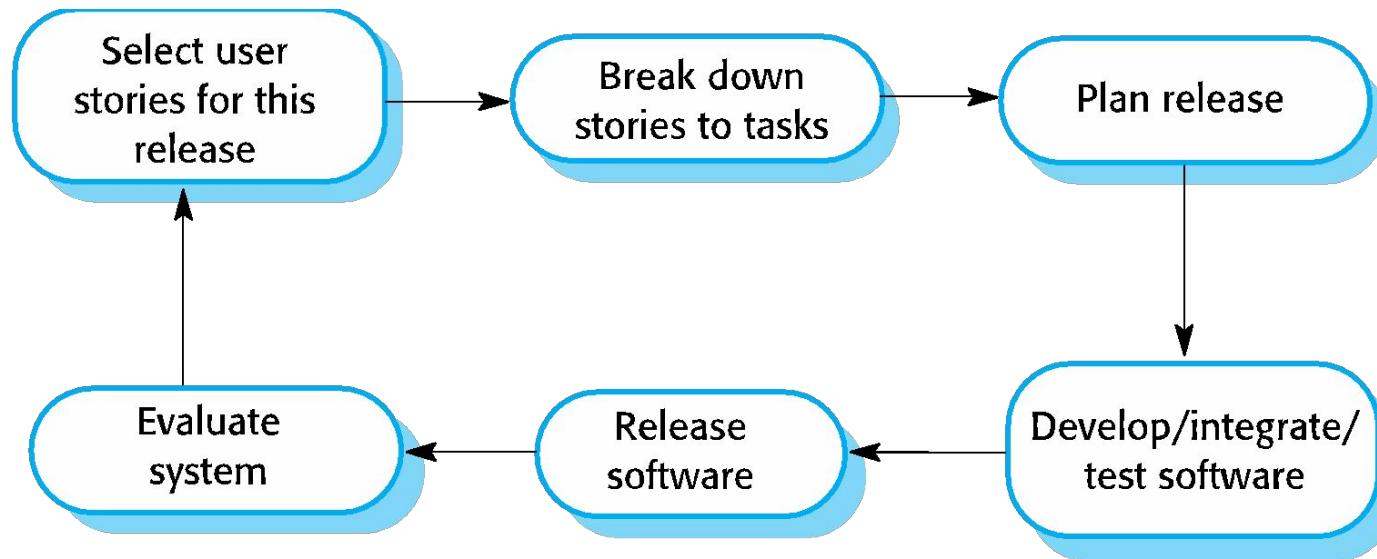 Select user
stories for this
release
Break down
stories to tasks
Plan release
Evaluate
system
Release
software
Develop/integrate/
test software